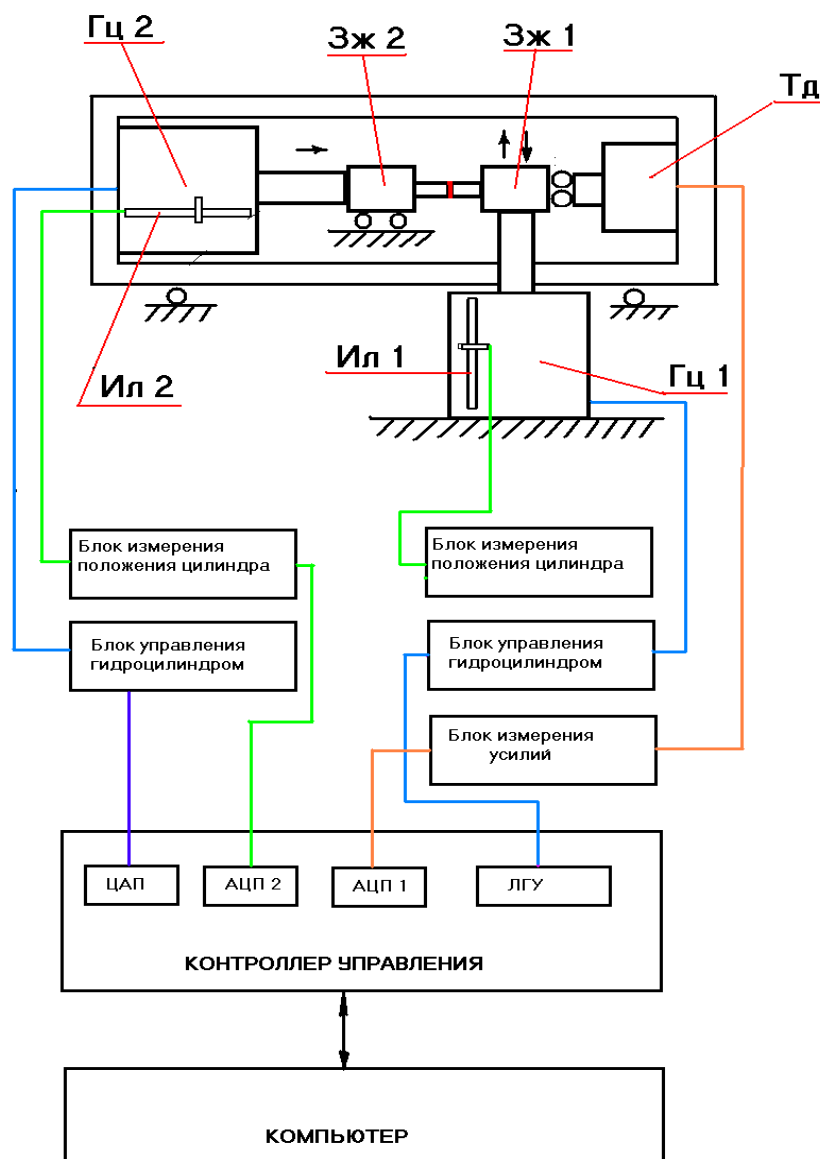 Гц 2
Зж 2
Зж 1
Тд
Ил 2
Ил 1
Гц 1
Блок измерения
положения цилиндра
Блок измерения
положения цилиндра
Блок управления
гидроцилиндром
Блок управления
гидроцилиндром
Блок измерения
усилий
ЦАП
АЦП 2
АЦП 1
ЛГУ
КОНТРОЛЛЕР УПРАВЛЕНИЯ
КОМПЬЮТЕР